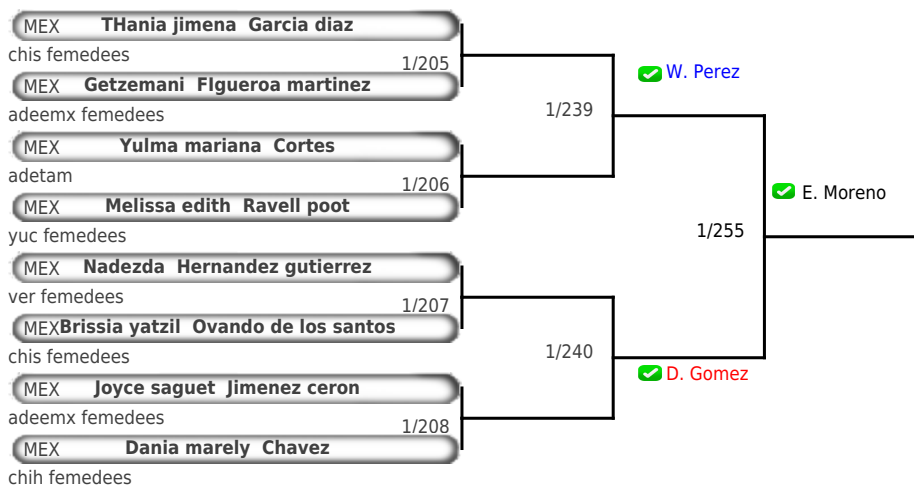 MEX THania jimena Garcia diaz
chis femedees
1/205
MEX Getzemani FIgueroa martinez
adeemx femedees
1/239
W. Perez
MEX Yulma mariana Cortes
adetam
1/206
MEX Melissa edith Ravell poot
yuc femedees
E. Moreno
1/255
MEX Nadezda Hernandez gutierrez
ver femedees
1/207
MEX Brissia yatzil Ovando de los santos
chis femedees
1/240
D. Gomez
MEX Joyce saguet Jimenez ceron
adeemx femedees
1/208
MEX Dania marely Chavez
chih femedees